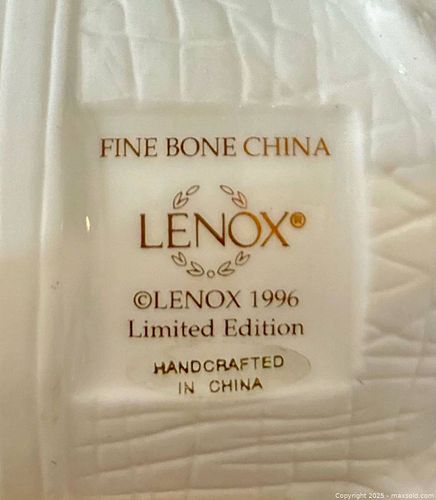 FINE BONE CHINA
LENOX®
©LENOX 1996
Limited Edition
HANDCRAFTED
IN CHINA
Copyright 2025 - maxsold.com